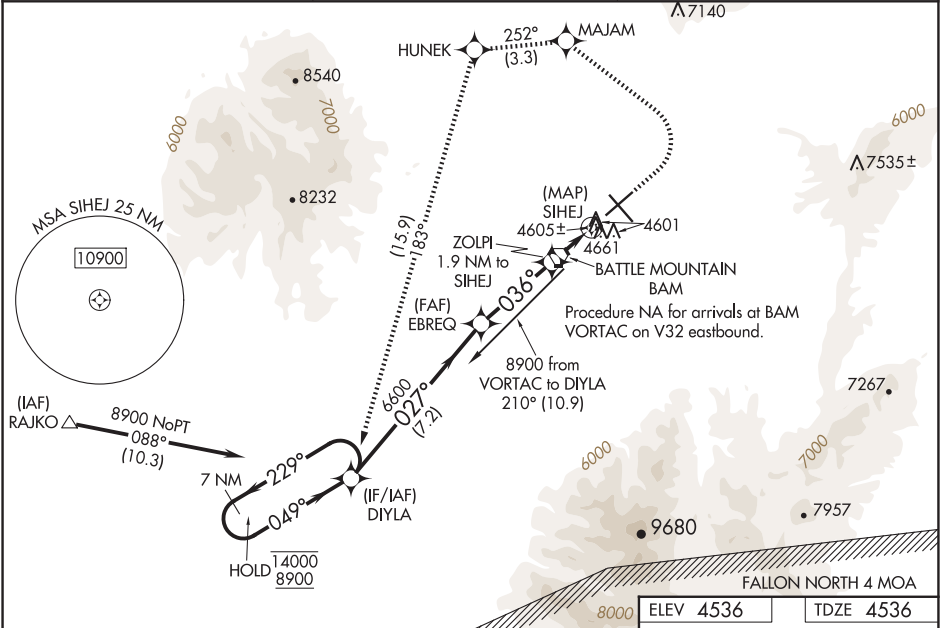 7140
252°
(3.3)
MAJAM
HUNEK
8540
7000
6000
6000
7535±
8232
(15.9)
183°
MSA SIHEJ 25 NM
10900
(MAP)
SIHEJ
4605±
4601
4661
ZOLPI
1.9 NM to
SIHEJ
BATTLE MOUNTAIN
BAM
036°
(FAF)
EBREQ
Procedure NA for arrivals at BAM
VORTAC on V32 eastbound.
8900 from
VORTAC to DIYLA
210° (10.9)
6600
027°
(7.2)
7267
(IAF)
RAJKO
8900 NoPT
088°
(10.3)
6000
7000
7 NM
229°
049°
(IF/IAF)
DIYLA
9680
7957
HOLD
14000
8900
FALLON NORTH 4 MOA
8000
ELEV 4536
TDZE 4536